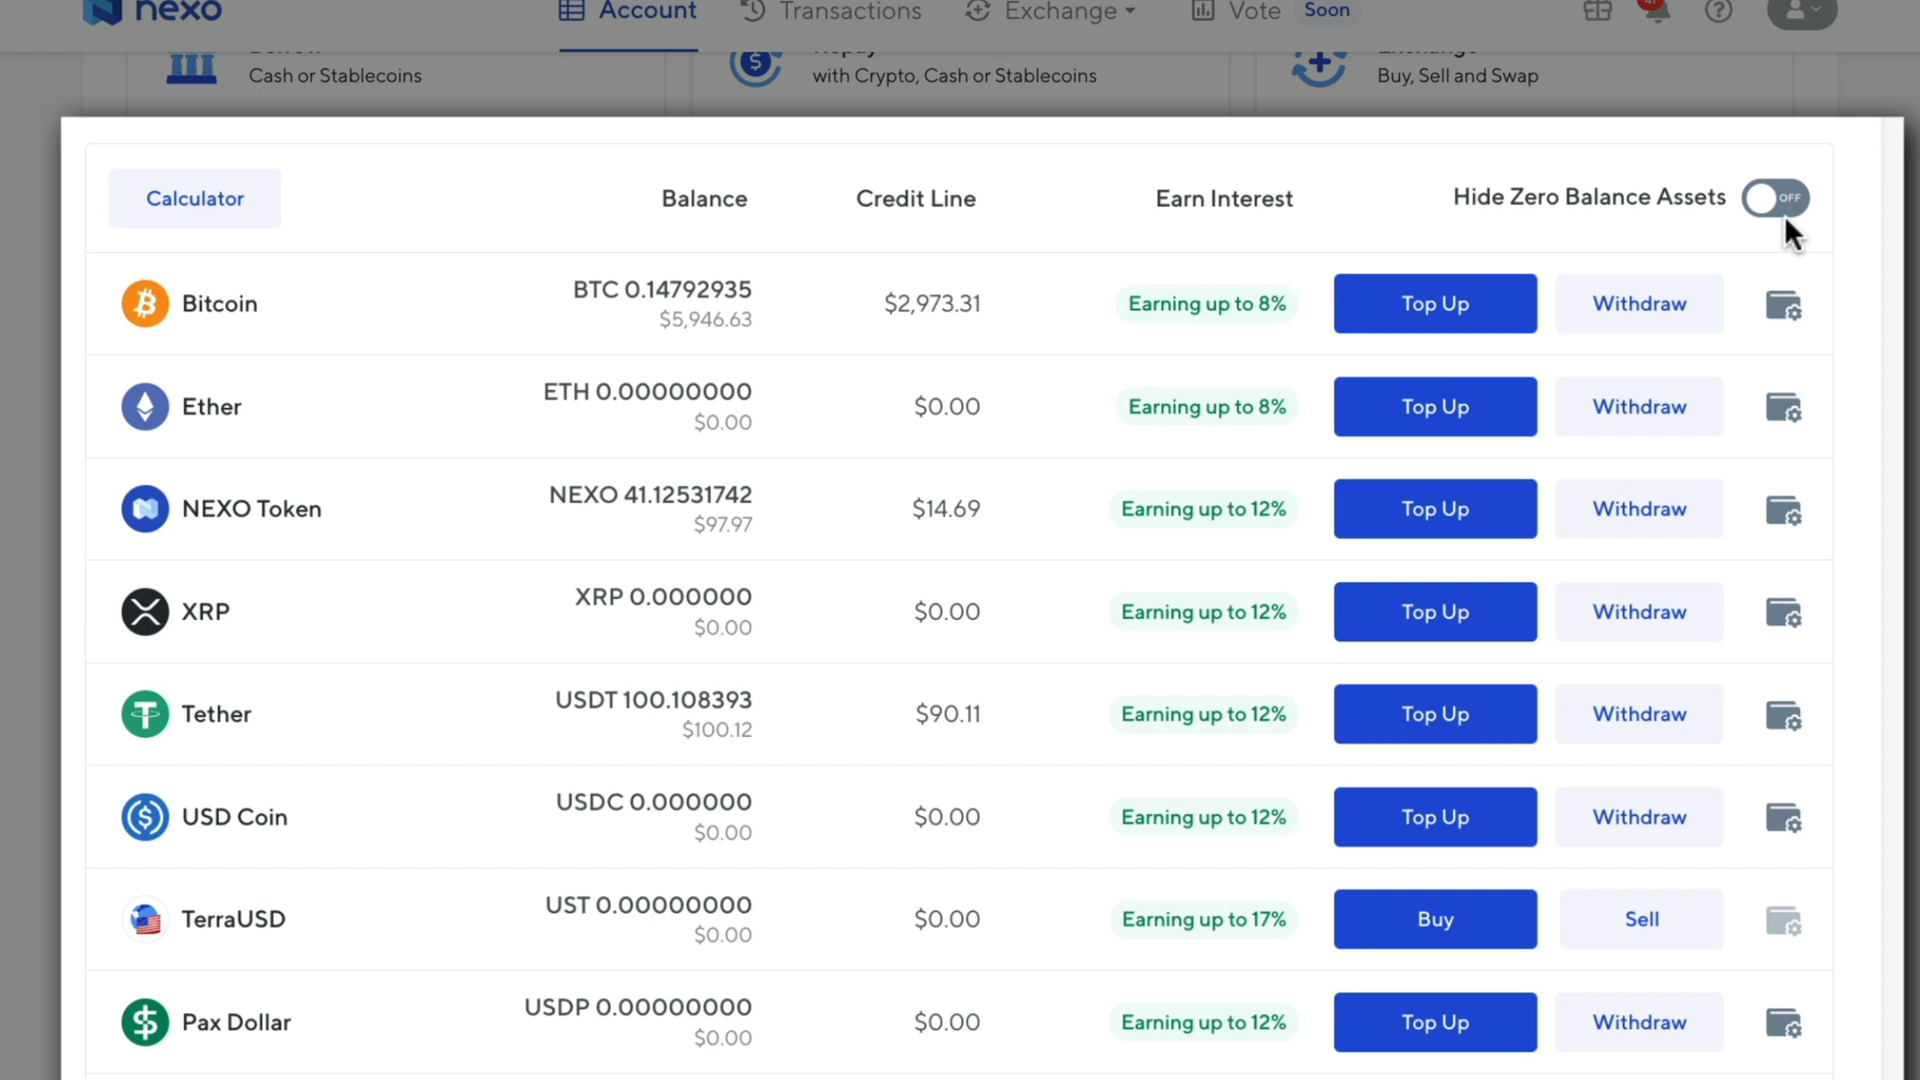 nexo
Account
Transactions
Exchange
Vote
Soon
41
Cash or Stablecoins
with Crypto, Cash or Stablecoins
Buy, Sell and Swap
Calculator
Balance
Credit Line
Earn Interest
Hide Zero Balance Assets
OFF
Bitcoin
BTC 0.14792935
$5,946.63
$2,973.31
Earning up to 8%
Top Up
Withdraw
Ether
ETH 0.00000000
$0.00
$0.00
Earning up to 8%
Top Up
Withdraw
NEXO Token
NEXO 41.12531742
$97.97
$14.69
Earning up to 12%
Top Up
Withdraw
XRP
XRP 0.000000
$0.00
$0.00
Earning up to 12%
Top Up
Withdraw
Tether
USDT 100.108393
$100.12
$90.11
Earning up to 12%
Top Up
Withdraw
USD Coin
USDC 0.000000
$0.00
$0.00
Earning up to 12%
Top Up
Withdraw
TerraUSD
UST 0.00000000
$0.00
$0.00
Earning up to 17%
Buy
Sell
Pax Dollar
USDP 0.00000000
$0.00
$0.00
Earning up to 12%
Top Up
Withdraw